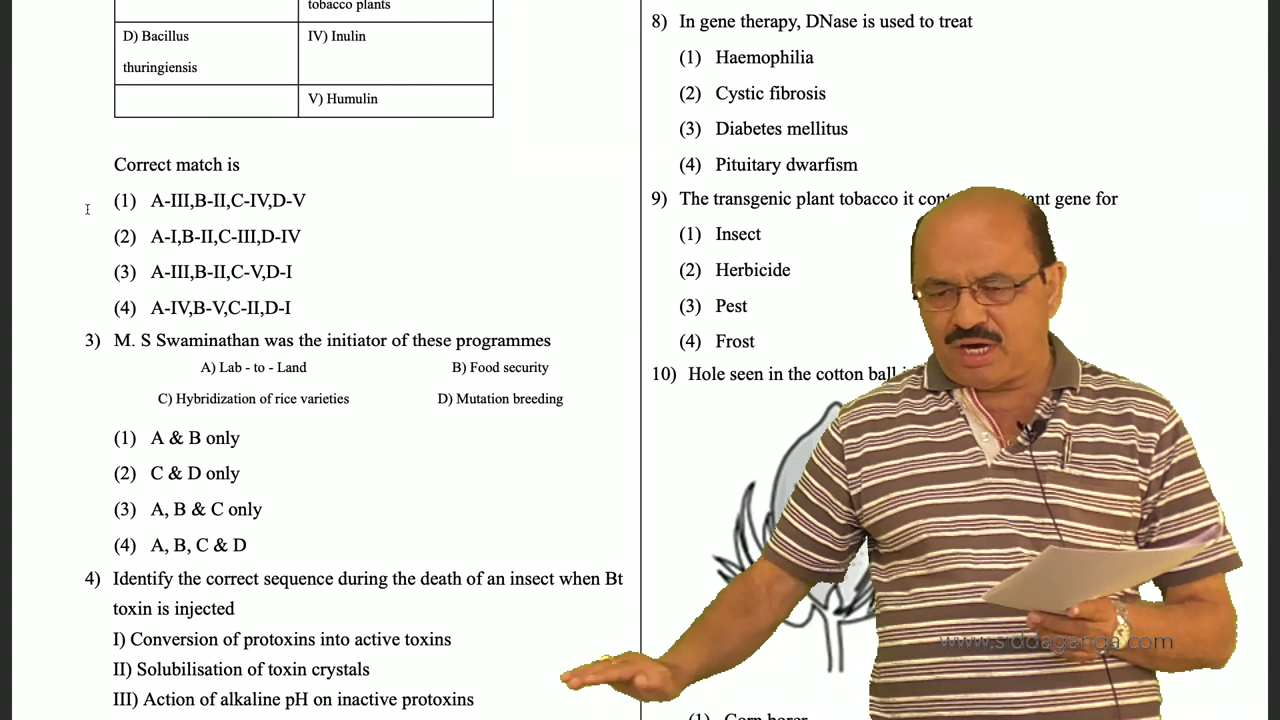 tobacco plants
D) Bacillus
thuringiensis
IV) Inulin
V) Humulin
Correct match is
(1) A-III,B-II,C-IV,D-V
(2) A-I,B-II,C-III,D-IV
(3) A-III,B-II,C-V,D-I
(4) A-IV,B-V,C-II,D-I
3) M. S Swaminathan was the initiator of these programmes
A) Lab - to - Land B) Food security
C) Hybridization of rice varieties D) Mutation breeding
(1) A & B only
(2) C & D only
(3) A, B & C only
(4) A, B, C & D
4) Identify the correct sequence during the death of an insect when Bt
toxin is injected
I) Conversion of protoxins into active toxins
II) Solubilisation of toxin crystals
III) Action of alkaline pH on inactive protoxins
8) In gene therapy, DNase is used to treat
(1) Haemophilia
(2) Cystic fibrosis
(3) Diabetes mellitus
(4) Pituitary dwarfism
9) The transgenic plant tobacco it gene for
(1) Insect
(2) Herbicide
(3) Pest
(4) Frost
10) Hole seen in the cotton ball
www.siddaganga.com
(1) Corn borer